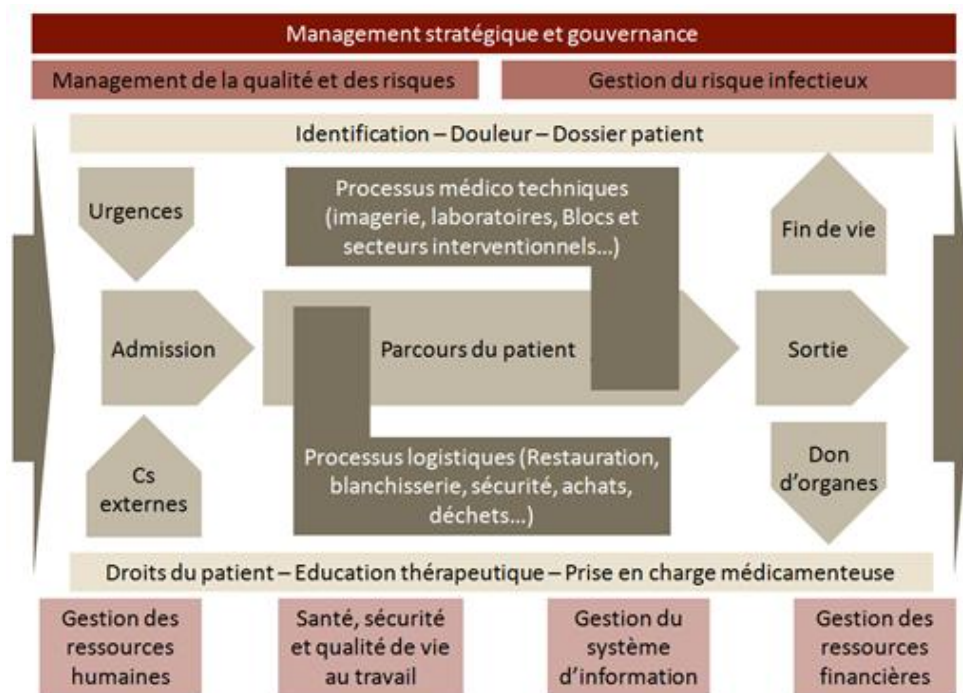 Management stratégique et gouvernance
Management de la qualité et des risques
Gestion du risque infectieux
Identification – Douleur – Dossier patient
Urgences
Processus médico techniques
(imagerie, laboratoires, Blocs et
secteurs interventionnels…)
Fin de vie
Admission
Parcours du patient
Sortie
Cs
externes
Processus logistiques (Restauration,
blanchisserie, sécurité, achats,
déchets…)
Don
d’organes
Droits du patient – Education thérapeutique – Prise en charge médicamenteuse
Gestion des
ressources
humaines
Santé, sécurité
et qualité de vie
au travail
Gestion du
système
d’information
Gestion des
ressources
financières